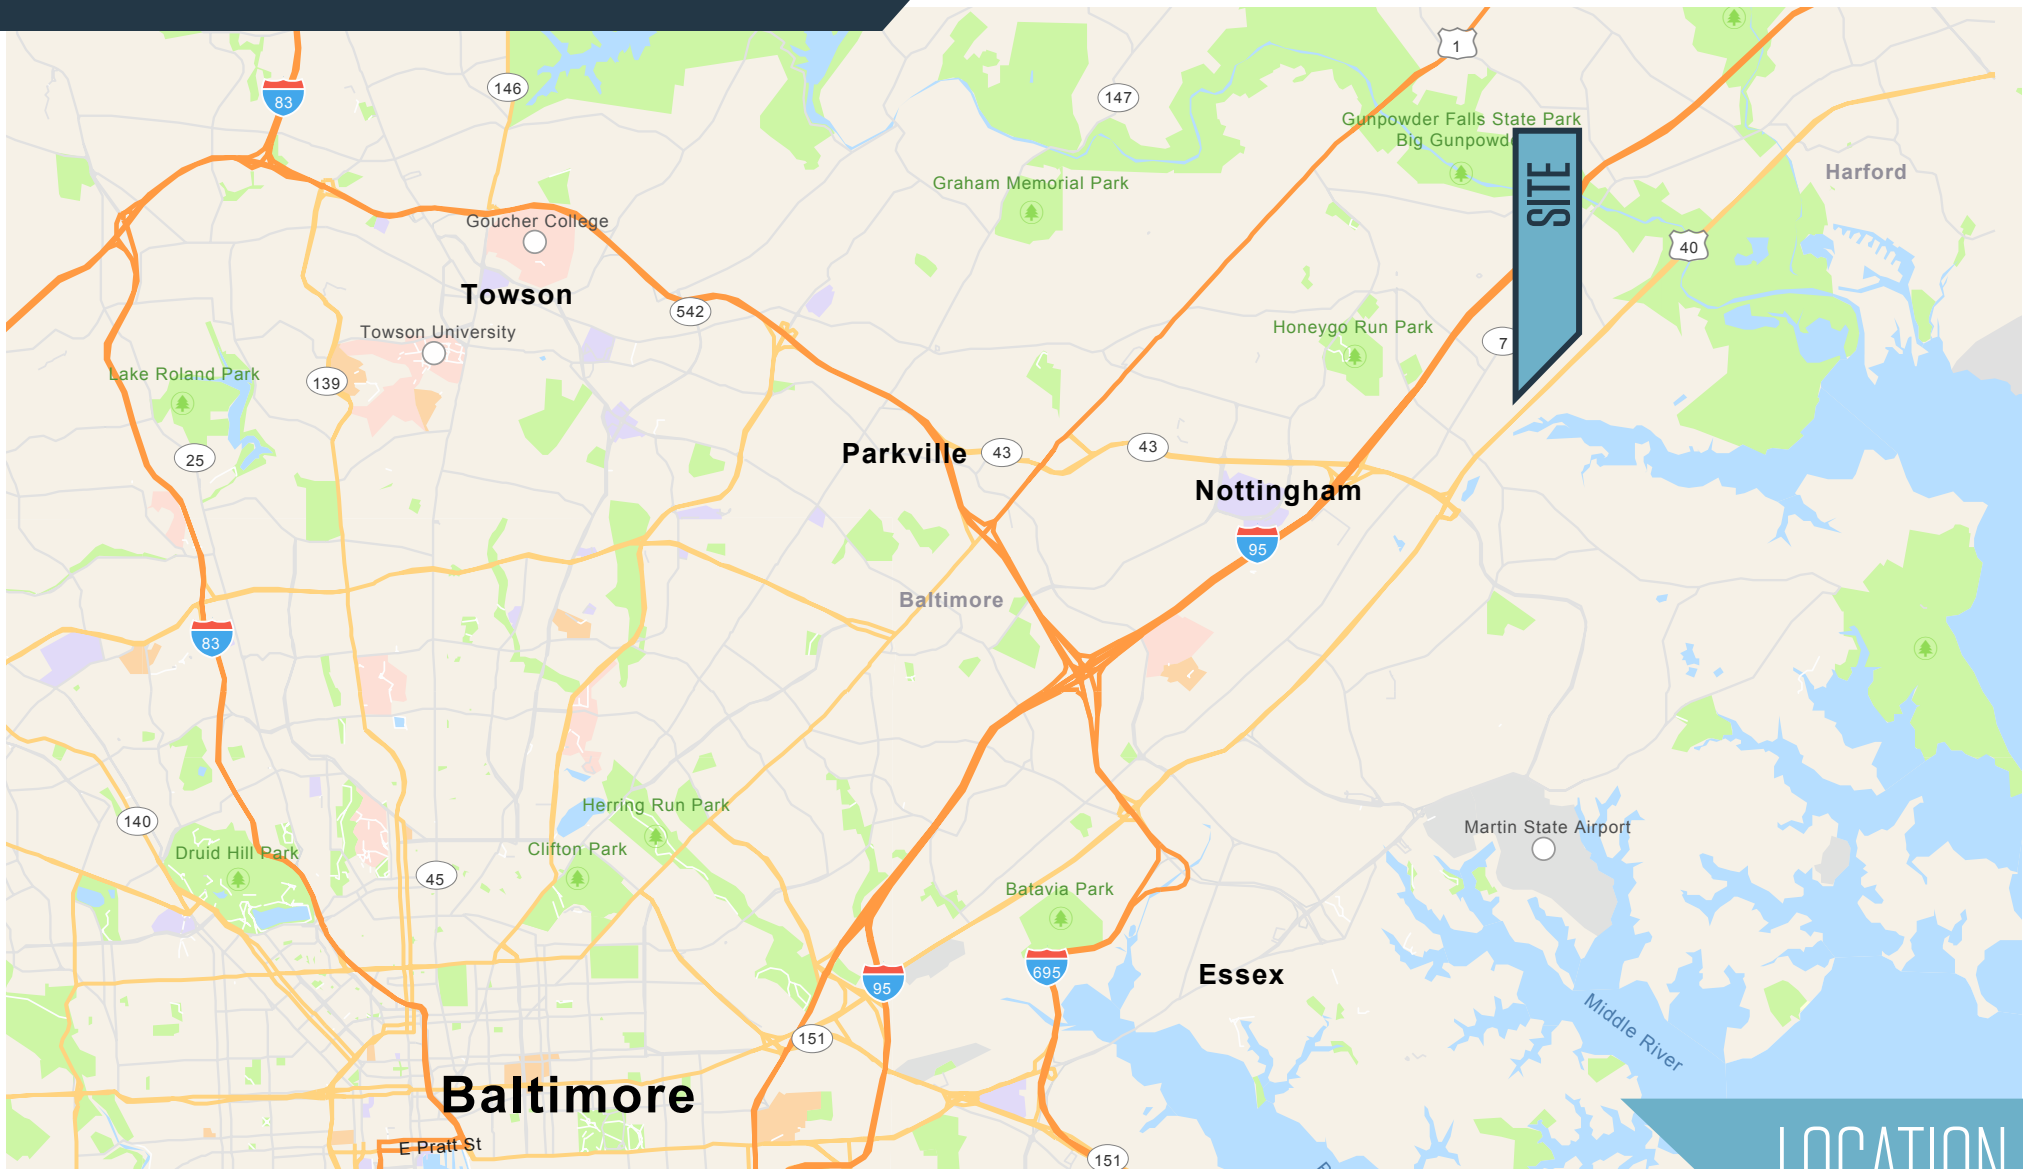 1
83
146
147
Gunpowder Falls State Park
Big Gunpowde
SITE
Harford
Graham Memorial Park
Goucher College
40
Towson
542
Towson University
Honeygo Run Park
7
Lake Roland Park
139
Parkville
43
43
25
Nottingham
95
Baltimore
83
Herring Run Park
140
Martin State Airport
Druid Hill Park
Clifton Park
45
Batavia Park
695
Essex
95
Middle River
151
Baltimore
E Pratt St
LOCATION
151